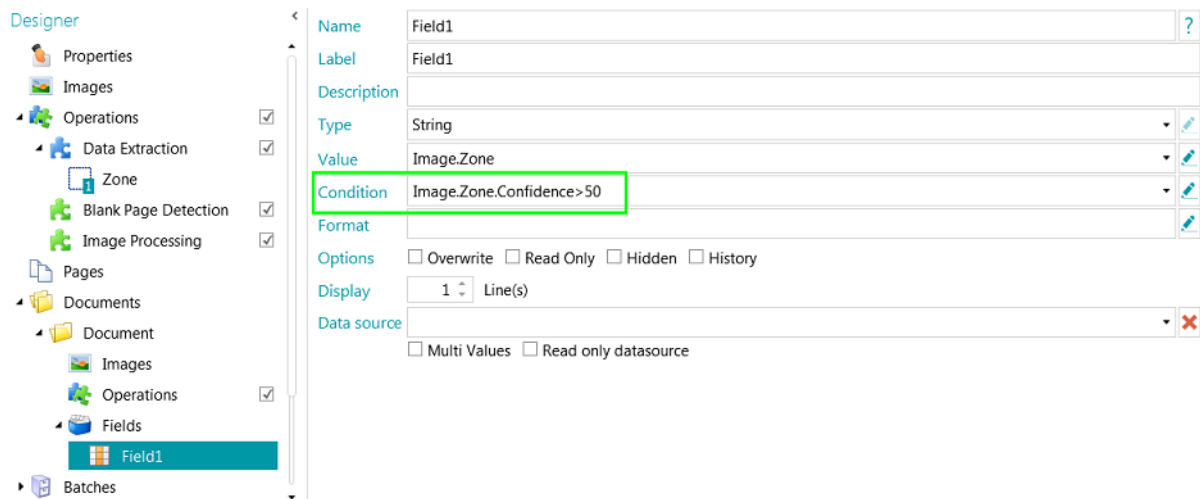 Designer
Properties
Images
Operations
Data Extraction
1 Zone
Blank Page Detection
Image Processing
Pages
Documents
Document
Images
Operations
Fields
Field1
Batches
Name Field1 ?
Label Field1
Description
Type String
Value Image.Zone
Condition Image.Zone.Confidence>50
Format
Options Overwrite Read Only Hidden History
Display 1 Line(s)
Data source
Multi Values Read only datasource